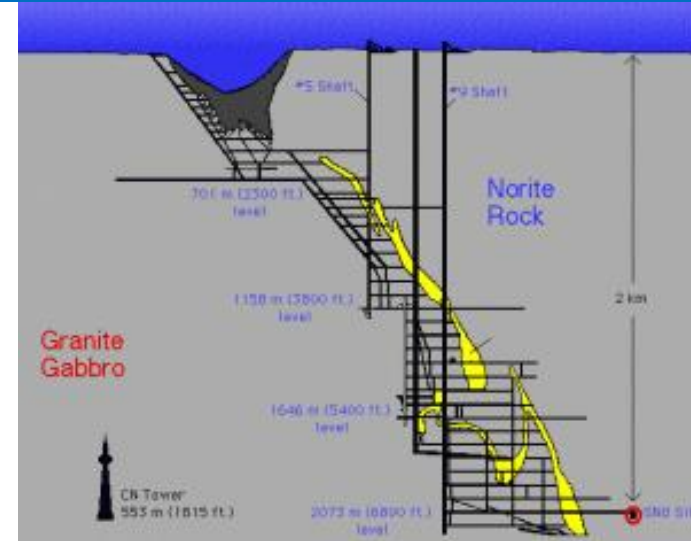 #5 Shaft
#9 Shaft
Norite
Rock
701 m (2300 ft.)
level
2 km
1158 m (3800 ft.)
level
Granite
Gabbro
1646 m (5400 ft.)
level
CN Tower
553 m (1815 ft.)
2073 m (6800 ft.)
level
SNO